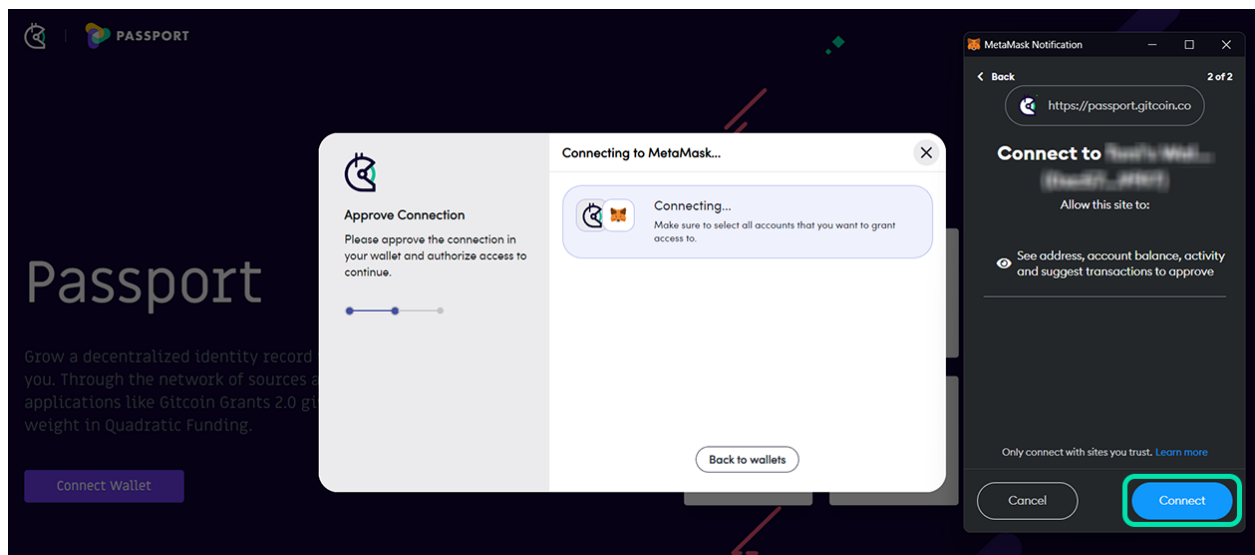 PASSPORT
Passport
Grow a decentralized identity record
you. Through the network of sources
applications like Gitcoin Grants 2.0
weight in Quadratic Funding.
Connect Wallet
Approve Connection
Please approve the connection in
your wallet and authorize access to
continue.
Connecting to MetaMask...
Connecting...
Make sure to select all accounts that you want to grant
access to.
Back to wallets
MetaMask Notification
Back
2 of 2
https://passport.gitcoin.co
Connect to
Allow this site to:
See address, account balance, activity
and suggest transactions to approve
Only connect with sites you trust. Learn more
Cancel
Connect